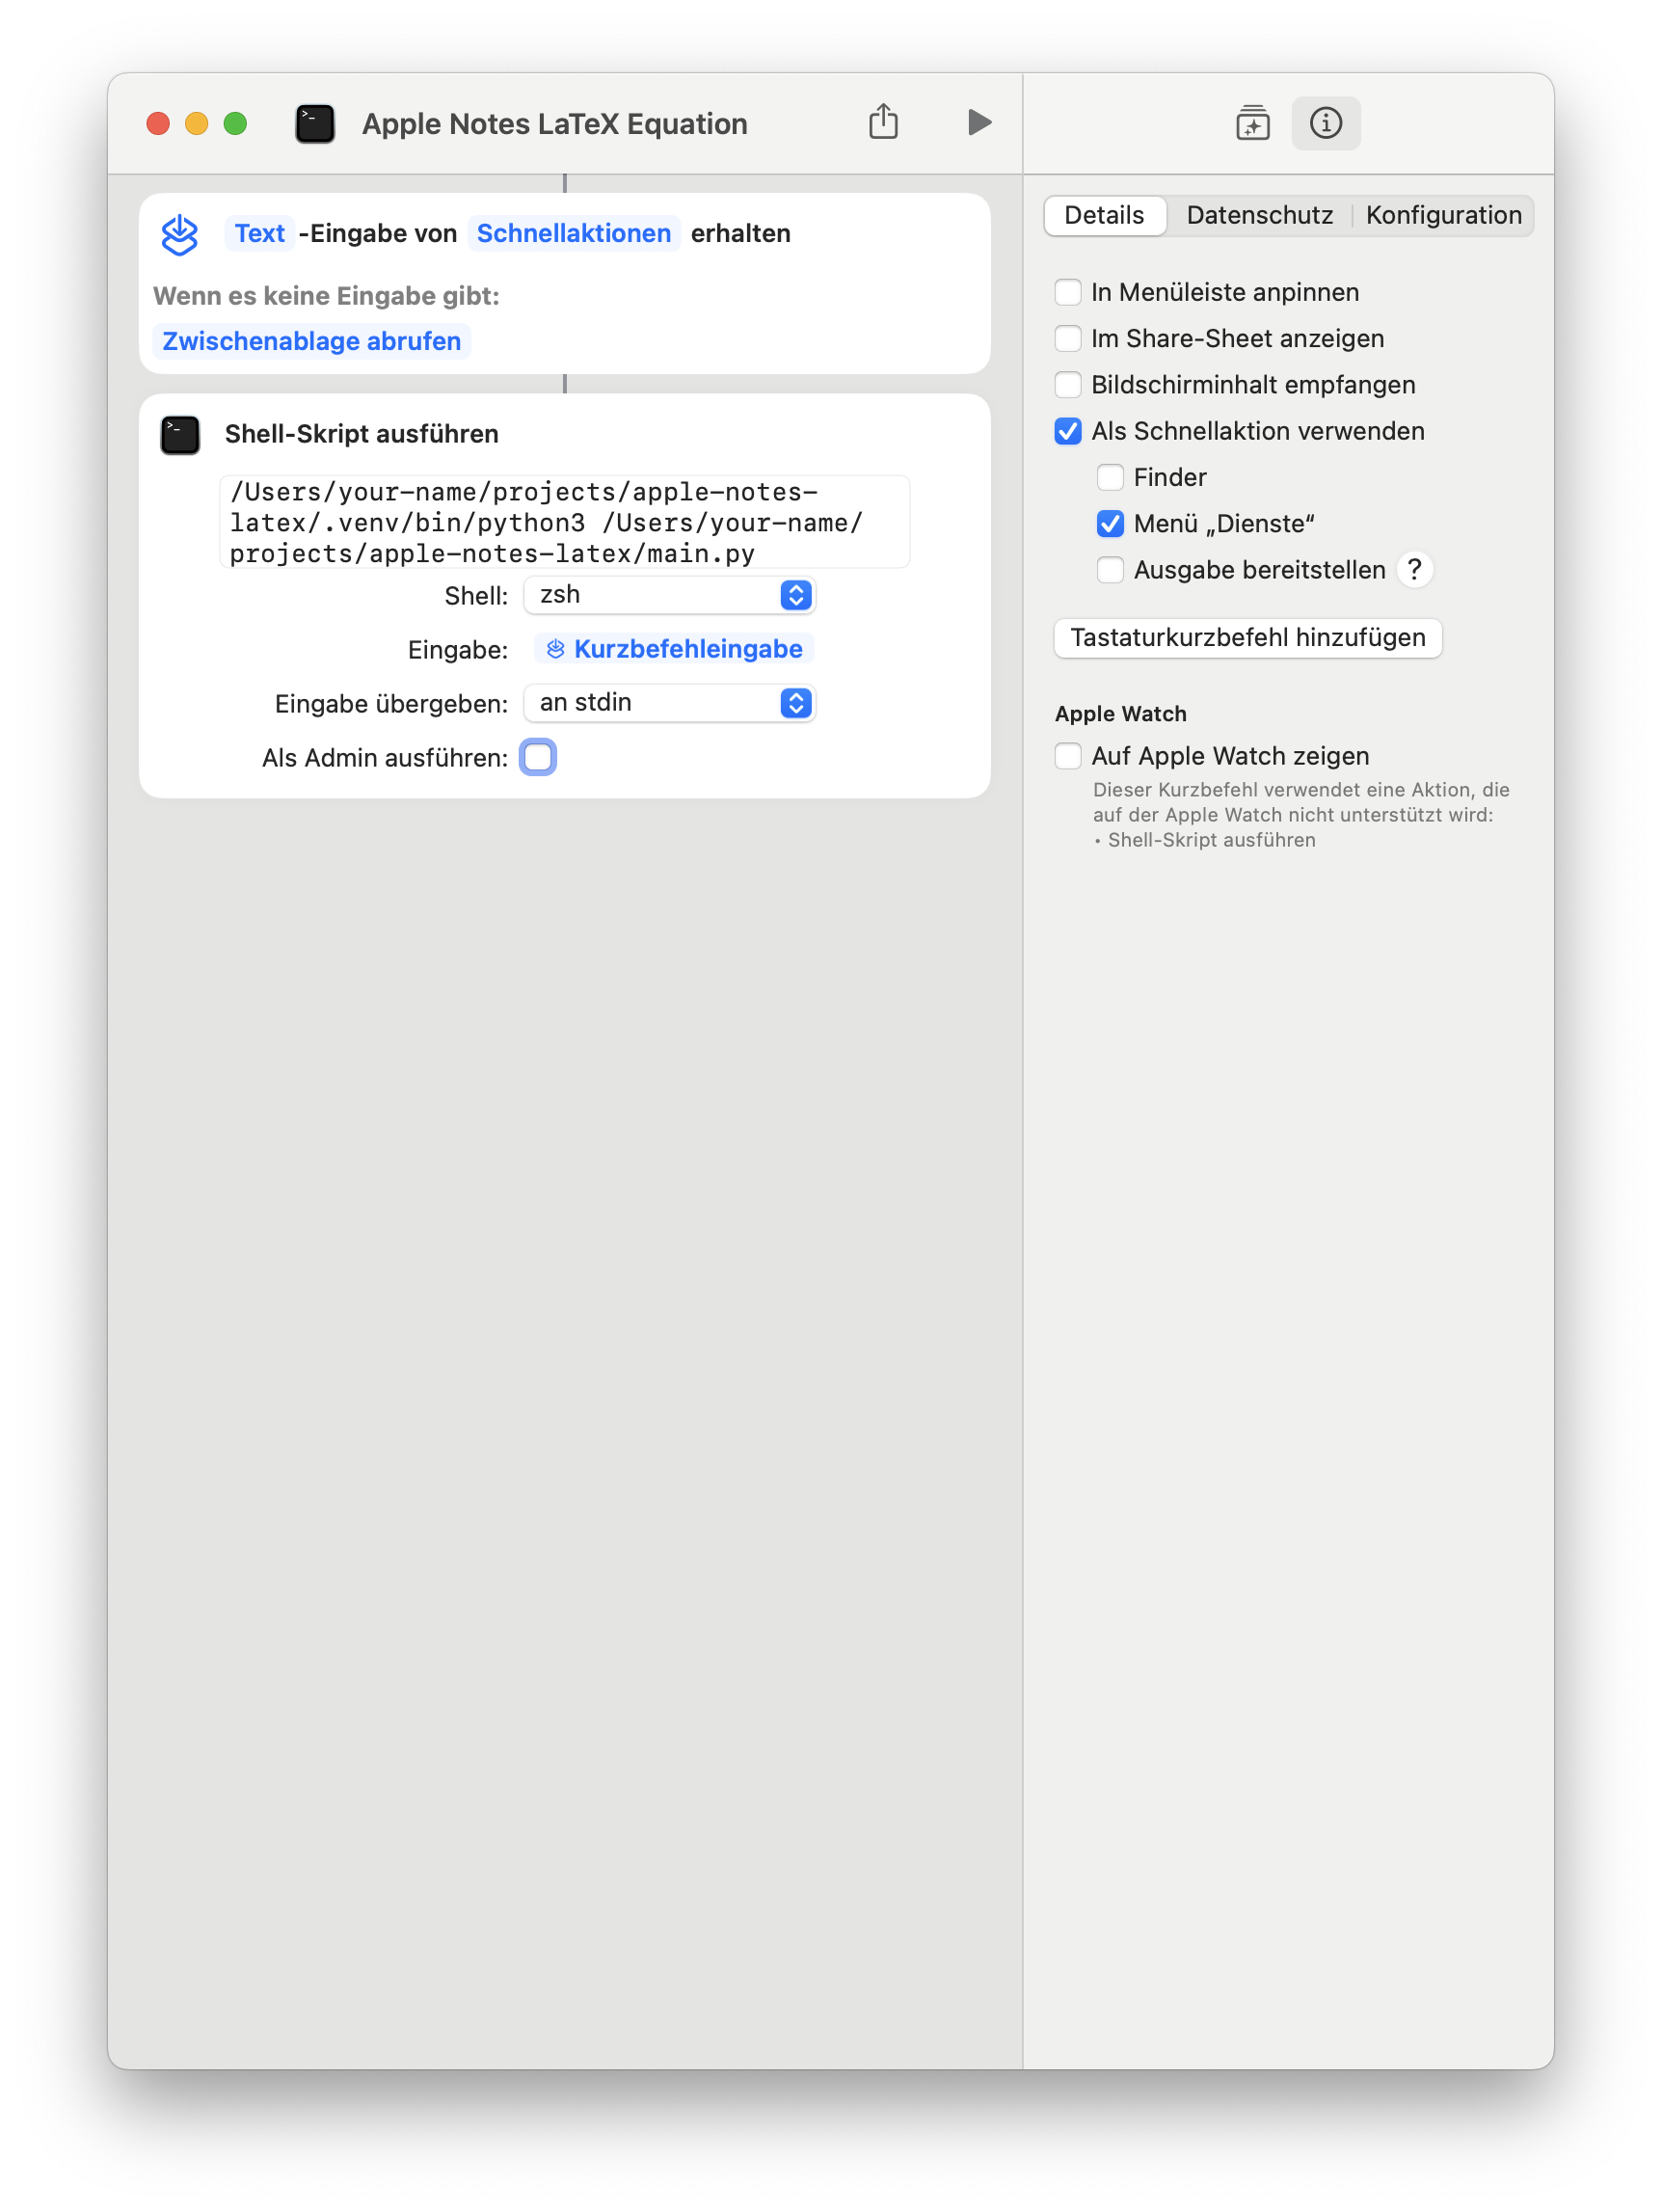 Apple Notes LaTeX Equation
Text -Eingabe von Schnellaktionen erhalten
Wenn es keine Eingabe gibt:
Zwischenablage abrufen
>_ Shell-Skript ausführen
/Users/your-name/projects/apple-notes-
latex/.venv/bin/python3 /Users/your-name/
projects/apple-notes-latex/main.py
Shell: zsh
Eingabe: Kurzbefehleingabe
Eingabe übergeben: an stdin
Als Admin ausführen:
Details Datenschutz Konfiguration
In Menüleiste anpinnen
Im Share-Sheet anzeigen
Bildschirminhalt empfangen
Als Schnellaktion verwenden
Finder
Menü „Dienste“
Ausgabe bereitstellen ?
Tastaturkurzbefehl hinzufügen
Apple Watch
Auf Apple Watch zeigen
Dieser Kurzbefehl verwendet eine Aktion, die
auf der Apple Watch nicht unterstützt wird:
• Shell-Skript ausführen